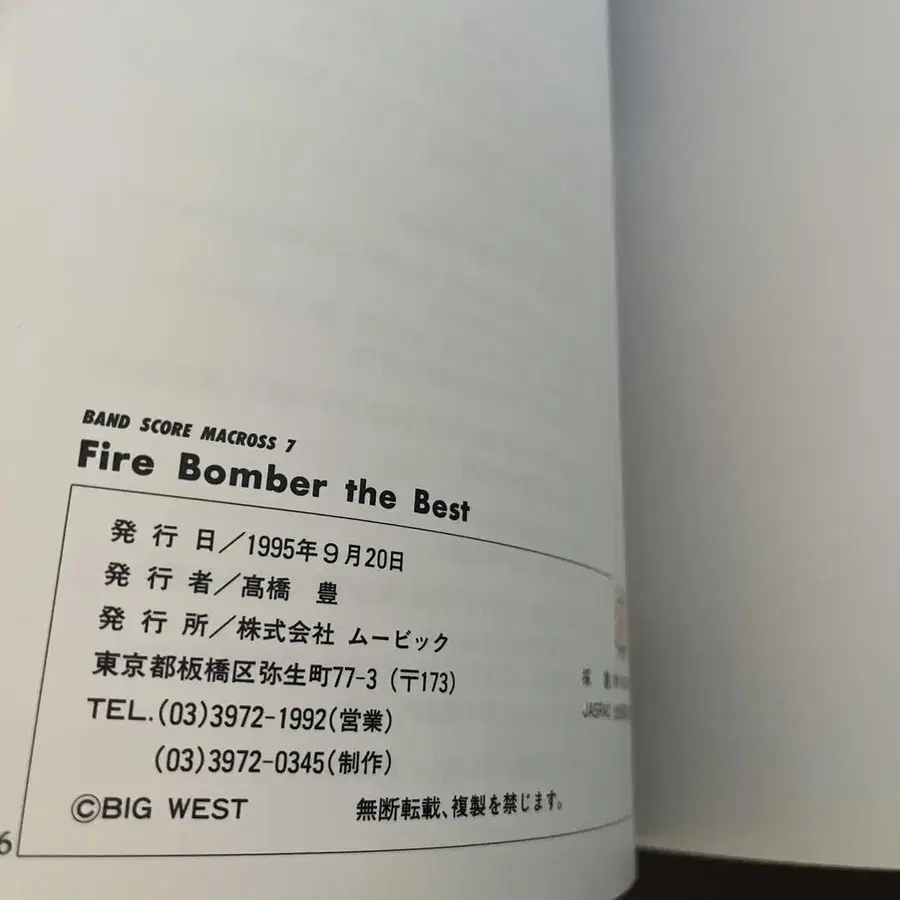 BAND SCORE MACROSS 7
Fire Bomber the Best
発行日/1995年9月20日
発行者/髙橋 豊
発行所/株式会社 ムービック
東京都板橋区弥生町77-3 (〒173)
TEL.(03)3972-1992(営業)
(03)3972-0345(制作)
©BIG WEST 無断転載、複製を禁じます。
JASRAC
6